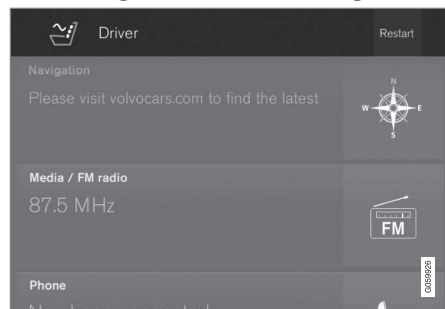 Driver
Restart
Navigation
Please visit volvocars.com to find the latest
N
W
E
S
Media / FM radio
87.5 MHz
FM
Phone
G059926